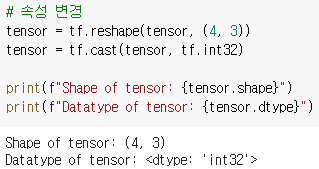 # 속성 변경
tensor = tf.reshape(tensor, (4, 3))
tensor = tf.cast(tensor, tf.int32)
print(f"Shape of tensor: {tensor.shape}")
print(f"Datatype of tensor: {tensor.dtype}")
Shape of tensor: (4, 3)
Datatype of tensor: <dtype: 'int32'>